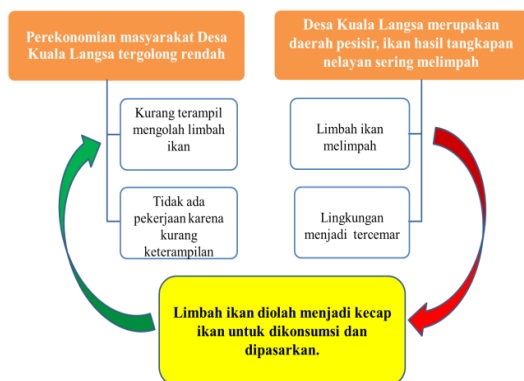 Perekonomian masyarakat Desa
Kuala Langsa tergolong rendah
Desa Kuala Langsa merupakan
daerah pesisir, ikan hasil tangkapan
nelayan sering melimpah
Kurang terampil
mengolah limbah
ikan
Tidak ada
pekerjaan karena
kurang
keterampilan
Limbah ikan
melimpah
Lingkungan
menjadi tercemar
Limbah ikan diolah menjadi kecap
ikan untuk dikonsumsi dan
dipasarkan.